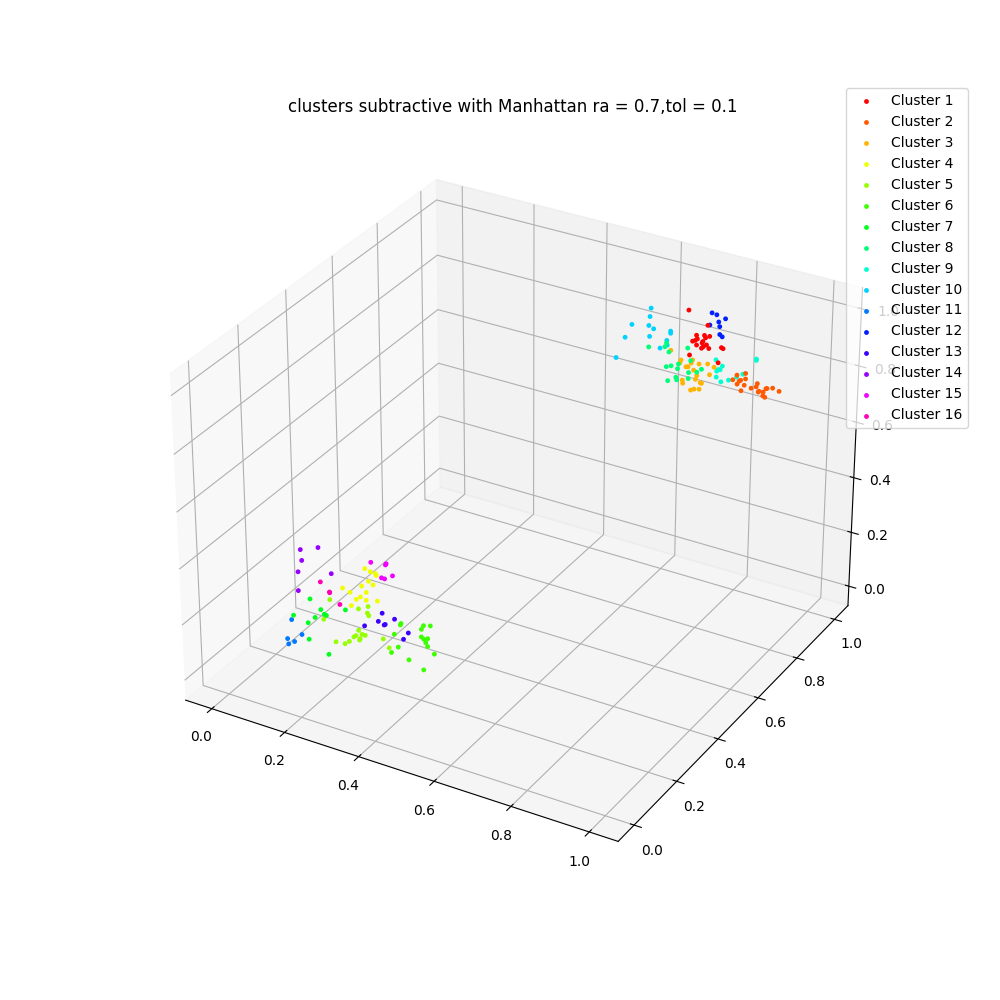 clusters subtractive with Manhattan ra = 0.7,tol = 0.1
Cluster 1
Cluster 2
Cluster 3
Cluster 4
Cluster 5
Cluster 6
Cluster 7
Cluster 8
Cluster 9
Cluster 10
Cluster 11
Cluster 12
Cluster 13
Cluster 14
Cluster 15
Cluster 16
0.8
0.6
0.4
0.2
0.0
1.0
0.8
0.6
0.4
0.2
0.0
0.0
0.2
0.4
0.6
0.8
1.0